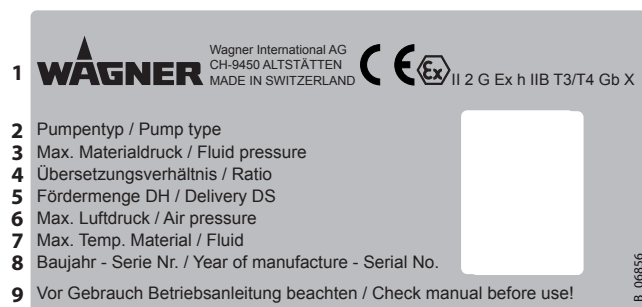 1 WAGNER Wagner International AG
CH-9450 ALTSTÄTTEN
MADE IN SWITZERLAND CE CE Ex II 2 G Ex h IIB T3/T4 Gb X
2 Pumpentyp / Pump type
3 Max. Materialdruck / Fluid pressure
4 Übersetzungsverhältnis / Ratio
5 Fördermenge DH / Delivery DS
6 Max. Luftdruck / Air pressure
7 Max. Temp. Material / Fluid
8 Baujahr - Serie Nr. / Year of manufacture - Serial No.
9 Vor Gebrauch Betriebsanleitung beachten / Check manual before use!